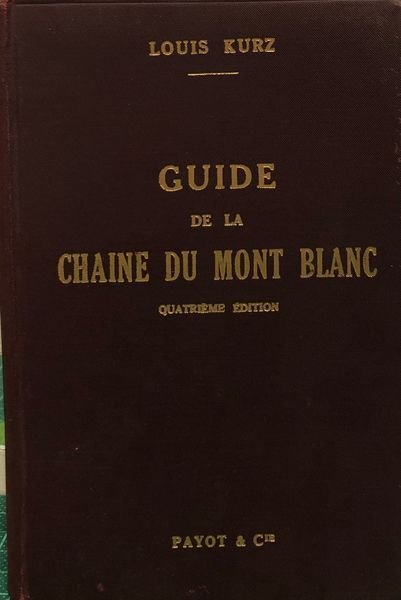 LOUIS KURZ
GUIDE
DE LA
CHAINE DU MONT BLANC
QUATRIÈME ÉDITION
PAYOT & CIE